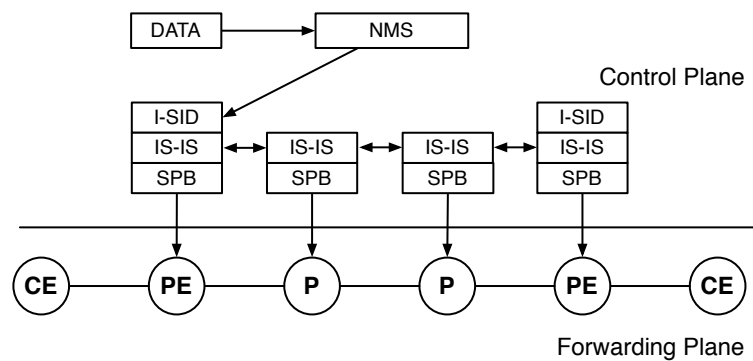 DATA
NMS
Control Plane
I-SID
I-SID
IS-IS
IS-IS
IS-IS
IS-IS
SPB
SPB
SPB
SPB
CE
PE
P
P
PE
CE
Forwarding Plane